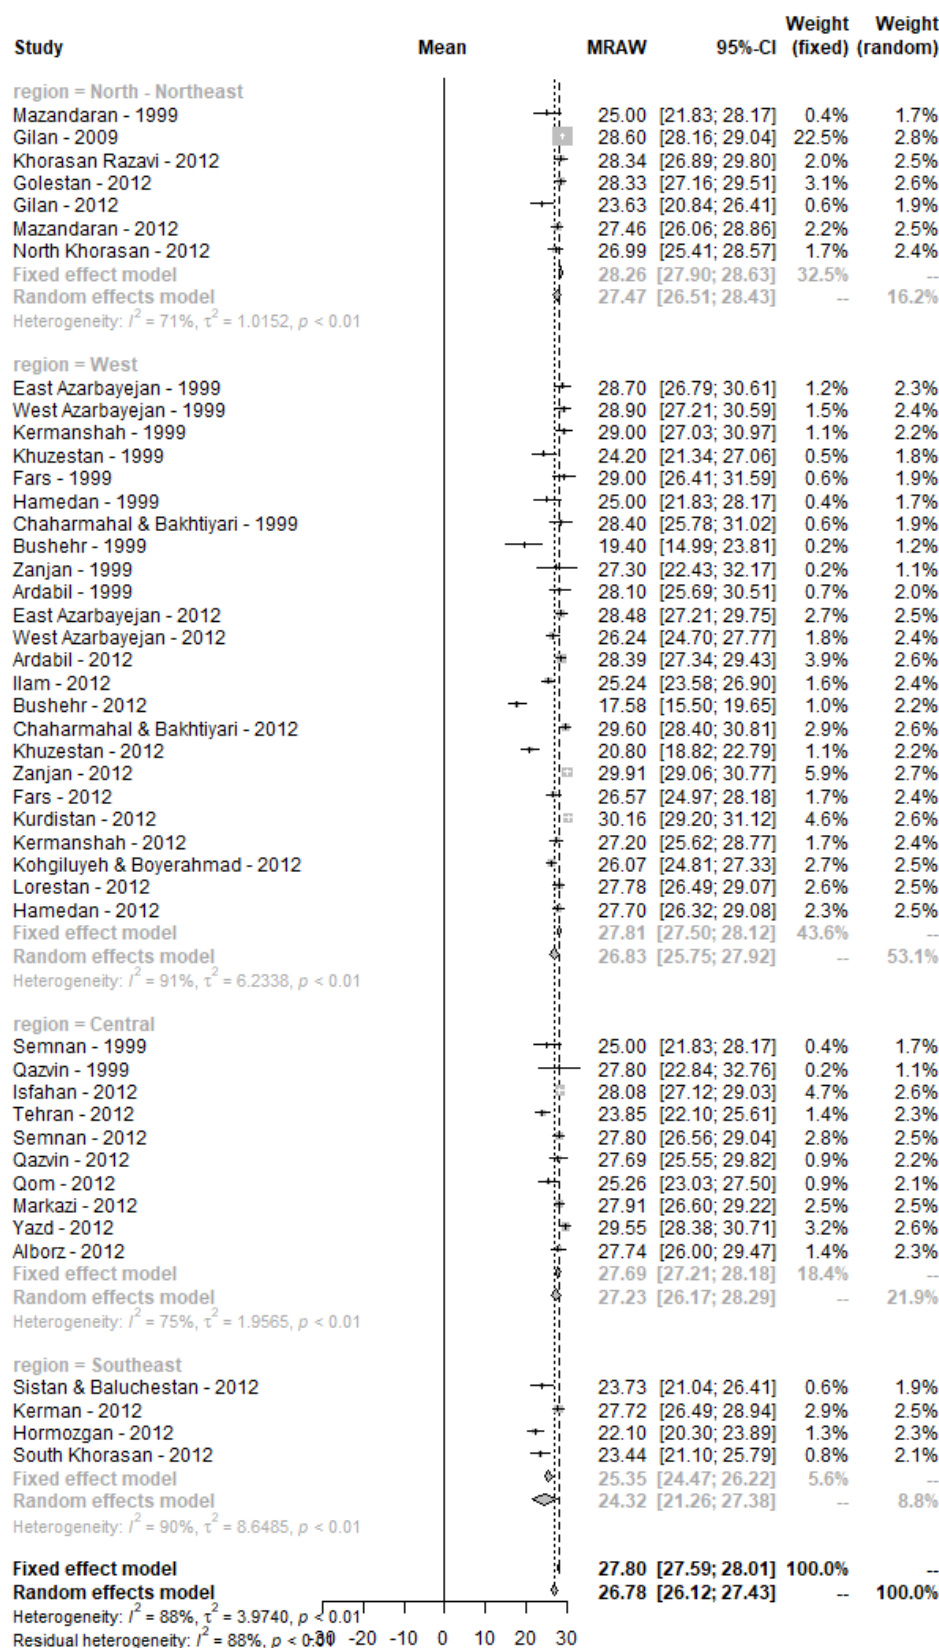 Weight Weight
Study Mean MRAW 95%-CI (fixed) (random)
region = North - Northeast
Mazandaran - 1999 25.00 [21.83; 28.17] 0.4% 1.7%
Gilan - 2009 28.60 [28.16; 29.04] 22.5% 2.8%
Khorasan Razavi - 2012 28.34 [26.89; 29.80] 2.0% 2.5%
Golestan - 2012 28.33 [27.16; 29.51] 3.1% 2.6%
Gilan - 2012 23.63 [20.84; 26.41] 0.6% 1.9%
Mazandaran - 2012 27.46 [26.06; 28.86] 2.2% 2.5%
North Khorasan - 2012 26.99 [25.41; 28.57] 1.7% 2.4%
Fixed effect model 28.26 [27.90; 28.63] 32.5% --
Random effects model 27.47 [26.51; 28.43] -- 16.2%
Heterogeneity: I² = 71%, τ² = 1.0152, p < 0.01
region = West
East Azarbayejan - 1999 28.70 [26.79; 30.61] 1.2% 2.3%
West Azarbayejan - 1999 28.90 [27.21; 30.59] 1.5% 2.4%
Kermanshah - 1999 29.00 [27.03; 30.97] 1.1% 2.2%
Khuzestan - 1999 24.20 [21.34; 27.06] 0.5% 1.8%
Fars - 1999 29.00 [26.41; 31.59] 0.6% 1.9%
Hamedan - 1999 25.00 [21.83; 28.17] 0.4% 1.7%
Chaharmahal & Bakhtiyari - 1999 28.40 [25.78; 31.02] 0.6% 1.9%
Bushehr - 1999 19.40 [14.99; 23.81] 0.2% 1.2%
Zanjan - 1999 27.30 [22.43; 32.17] 0.2% 1.1%
Ardabil - 1999 28.10 [25.69; 30.51] 0.7% 2.0%
East Azarbayejan - 2012 28.48 [27.21; 29.75] 2.7% 2.6%
West Azarbayejan - 2012 26.24 [24.70; 27.77] 1.8% 2.4%
Ardabil - 2012 28.39 [27.34; 29.43] 3.9% 2.6%
Ilam - 2012 25.24 [23.58; 26.90] 1.6% 2.4%
Bushehr - 2012 17.58 [15.50; 19.65] 1.0% 2.2%
Chaharmahal & Bakhtiyari - 2012 29.60 [28.40; 30.81] 2.9% 2.6%
Khuzestan - 2012 20.80 [18.82; 22.79] 1.1% 2.2%
Zanjan - 2012 29.91 [29.06; 30.77] 5.9% 2.7%
Fars - 2012 26.57 [24.97; 28.18] 1.7% 2.4%
Kurdistan - 2012 30.16 [29.20; 31.12] 4.6% 2.6%
Kermanshah - 2012 27.20 [25.62; 28.77] 1.7% 2.4%
Kohgiluyeh & Boyerahmad - 2012 26.07 [24.81; 27.33] 2.7% 2.5%
Lorestan - 2012 27.78 [26.49; 29.07] 2.6% 2.5%
Hamedan - 2012 27.70 [26.32; 29.08] 2.3% 2.5%
Fixed effect model 27.81 [27.50; 28.12] 43.6% --
Random effects model 26.83 [25.75; 27.92] -- 53.1%
Heterogeneity: I² = 91%, τ² = 6.2338, p < 0.01
region = Central
Semnan - 1999 25.00 [21.83; 28.17] 0.4% 1.7%
Qazvin - 1999 27.80 [22.84; 32.76] 0.2% 1.1%
Isfahan - 2012 28.08 [27.12; 29.03] 4.7% 2.6%
Tehran - 2012 23.85 [22.10; 25.61] 1.4% 2.3%
Semnan - 2012 27.80 [26.56; 29.04] 2.8% 2.5%
Qazvin - 2012 27.69 [25.55; 29.82] 0.9% 2.2%
Qom - 2012 25.26 [23.03; 27.50] 0.9% 2.1%
Markazi - 2012 27.91 [26.60; 29.22] 2.5% 2.5%
Yazd - 2012 29.55 [28.38; 30.71] 3.2% 2.6%
Alborz - 2012 27.74 [26.00; 29.47] 1.4% 2.3%
Fixed effect model 27.69 [27.21; 28.18] 18.4% --
Random effects model 27.23 [26.17; 28.29] -- 21.9%
Heterogeneity: I² = 75%, τ² = 1.9565, p < 0.01
region = Southeast
Sistan & Baluchestan - 2012 23.73 [21.04; 26.41] 0.6% 1.9%
Kerman - 2012 27.72 [26.49; 28.94] 2.9% 2.5%
Hormozgan - 2012 22.10 [20.30; 23.89] 1.3% 2.3%
South Khorasan - 2012 23.44 [21.10; 25.79] 0.8% 2.1%
Fixed effect model 25.35 [24.47; 26.22] 5.6% --
Random effects model 24.32 [21.26; 27.38] -- 8.8%
Heterogeneity: I² = 90%, τ² = 8.6485, p < 0.01
Fixed effect model 27.80 [27.59; 28.01] 100.0% --
Random effects model 26.78 [26.12; 27.43] -- 100.0%
Heterogeneity: I² = 88%, τ² = 3.9740, p < 0.01
Residual heterogeneity: I² = 88%, p < 0.01 -30 -20 -10 0 10 20 30